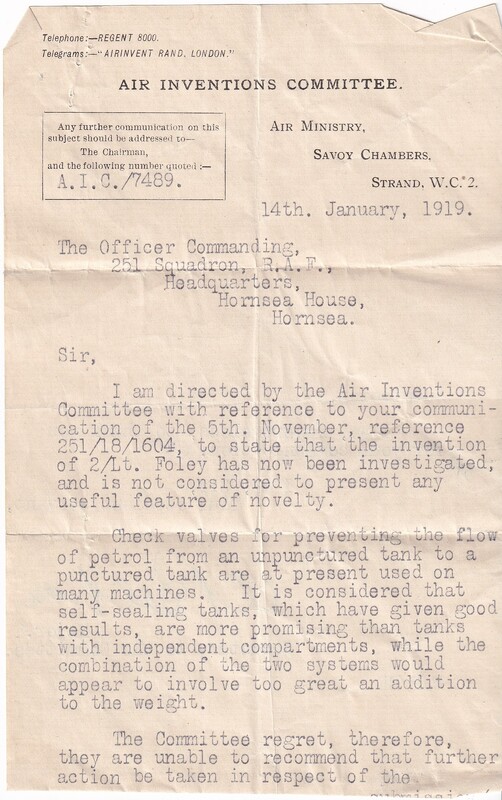 Telephone:—REGENT 8000.
Telegrams:—"AIRINVENT RAND, LONDON."
AIR INVENTIONS COMMITTEE.
Any further communication on this
subject should be addressed to—
The Chairman,
and the following number quoted :—
A.I.C./7489.
AIR MINISTRY,
SAVOY CHAMBERS,
STRAND, W.C. 2.
14th. January, 1919.
The Officer Commanding,
251 Squadron, R.A.F.,
Headquarters,
Hornsea House,
Hornsea.
Sir,
I am directed by the Air Inventions
Committee with reference to your communi-
cation of the 5th. November, reference
251/18/1604, to state that the invention
of 2/Lt. Foley has now been investigated,
and is not considered to present any
useful feature of novelty.
Check valves for preventing the flow
of petrol from an unpunctured tank to a
punctured tank are at present used on
many machines. It is considered that
self-sealing tanks, which have given good
results, are more promising than tanks
with independent compartments, while the
combination of the two systems would
appear to involve too great an addition
to the weight.
The Committee regret, therefore,
they are unable to recommend that further
action be taken in respect of the